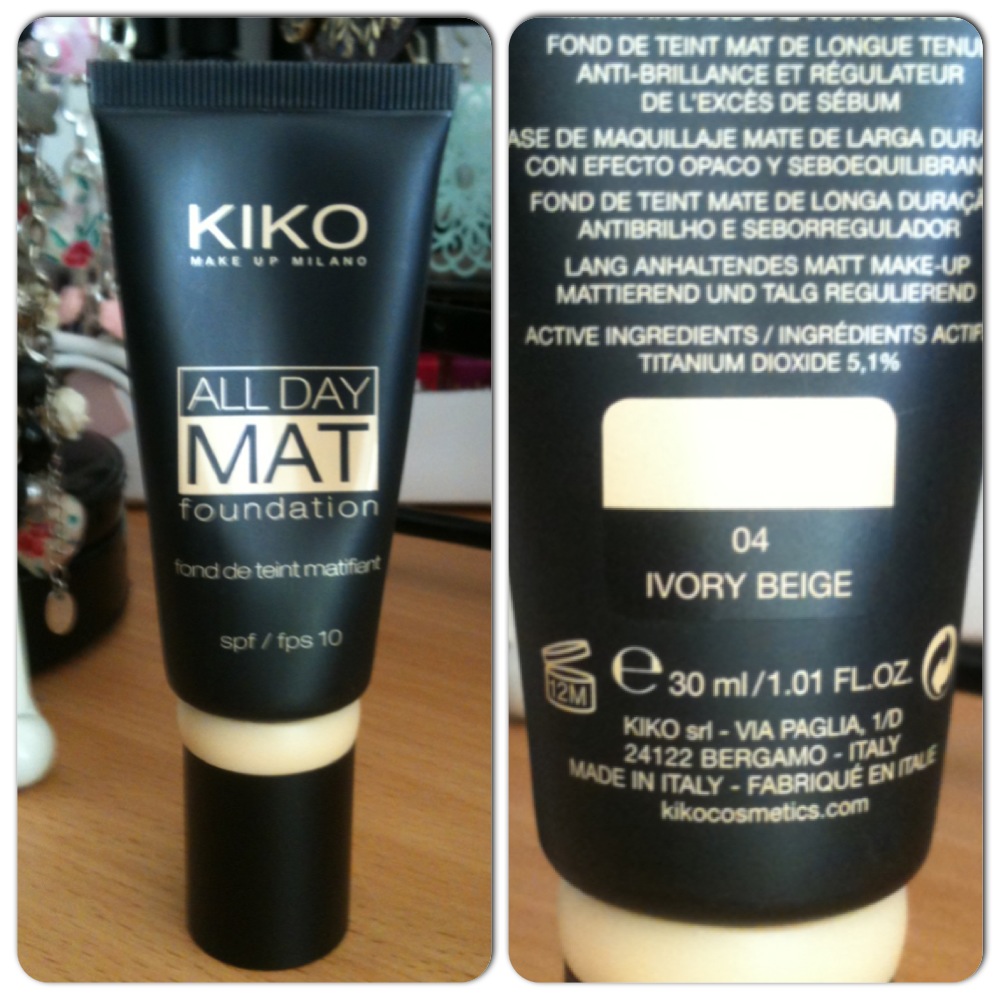 KIKO
MAKE UP MILANO
ALL DAY
MAT
foundation
fond de teint matifiant
spf / fps 10
FOND DE TEINT MAT DE LONGUE TENU
ANTI-BRILLANCE ET RÉGULATEUR
DE L'EXCÈS DE SÉBUM
ASE DE MAQUILLAJE MATE DE LARGA DURA
CON EFECTO OPACO Y SEBOEQUILIBRAN
FOND DE TEINT MATE DE LONGA DURAÇÃ
ANTIBRILHO E SEBORREGULADOR
LANG ANHALTENDES MATT MAKE-UP
MATTIEREND UND TALG REGULIEREND
ACTIVE INGREDIENTS / INGRÉDIENTS ACTIF
TITANIUM DIOXIDE 5,1%
04
IVORY BEIGE
12M e 30 ml/1.01 FL.OZ.
KIKO srl - VIA PAGLIA, 1/D
24122 BERGAMO - ITALY
MADE IN ITALY - FABRIQUÉ EN ITALIE
kikocosmetics.com